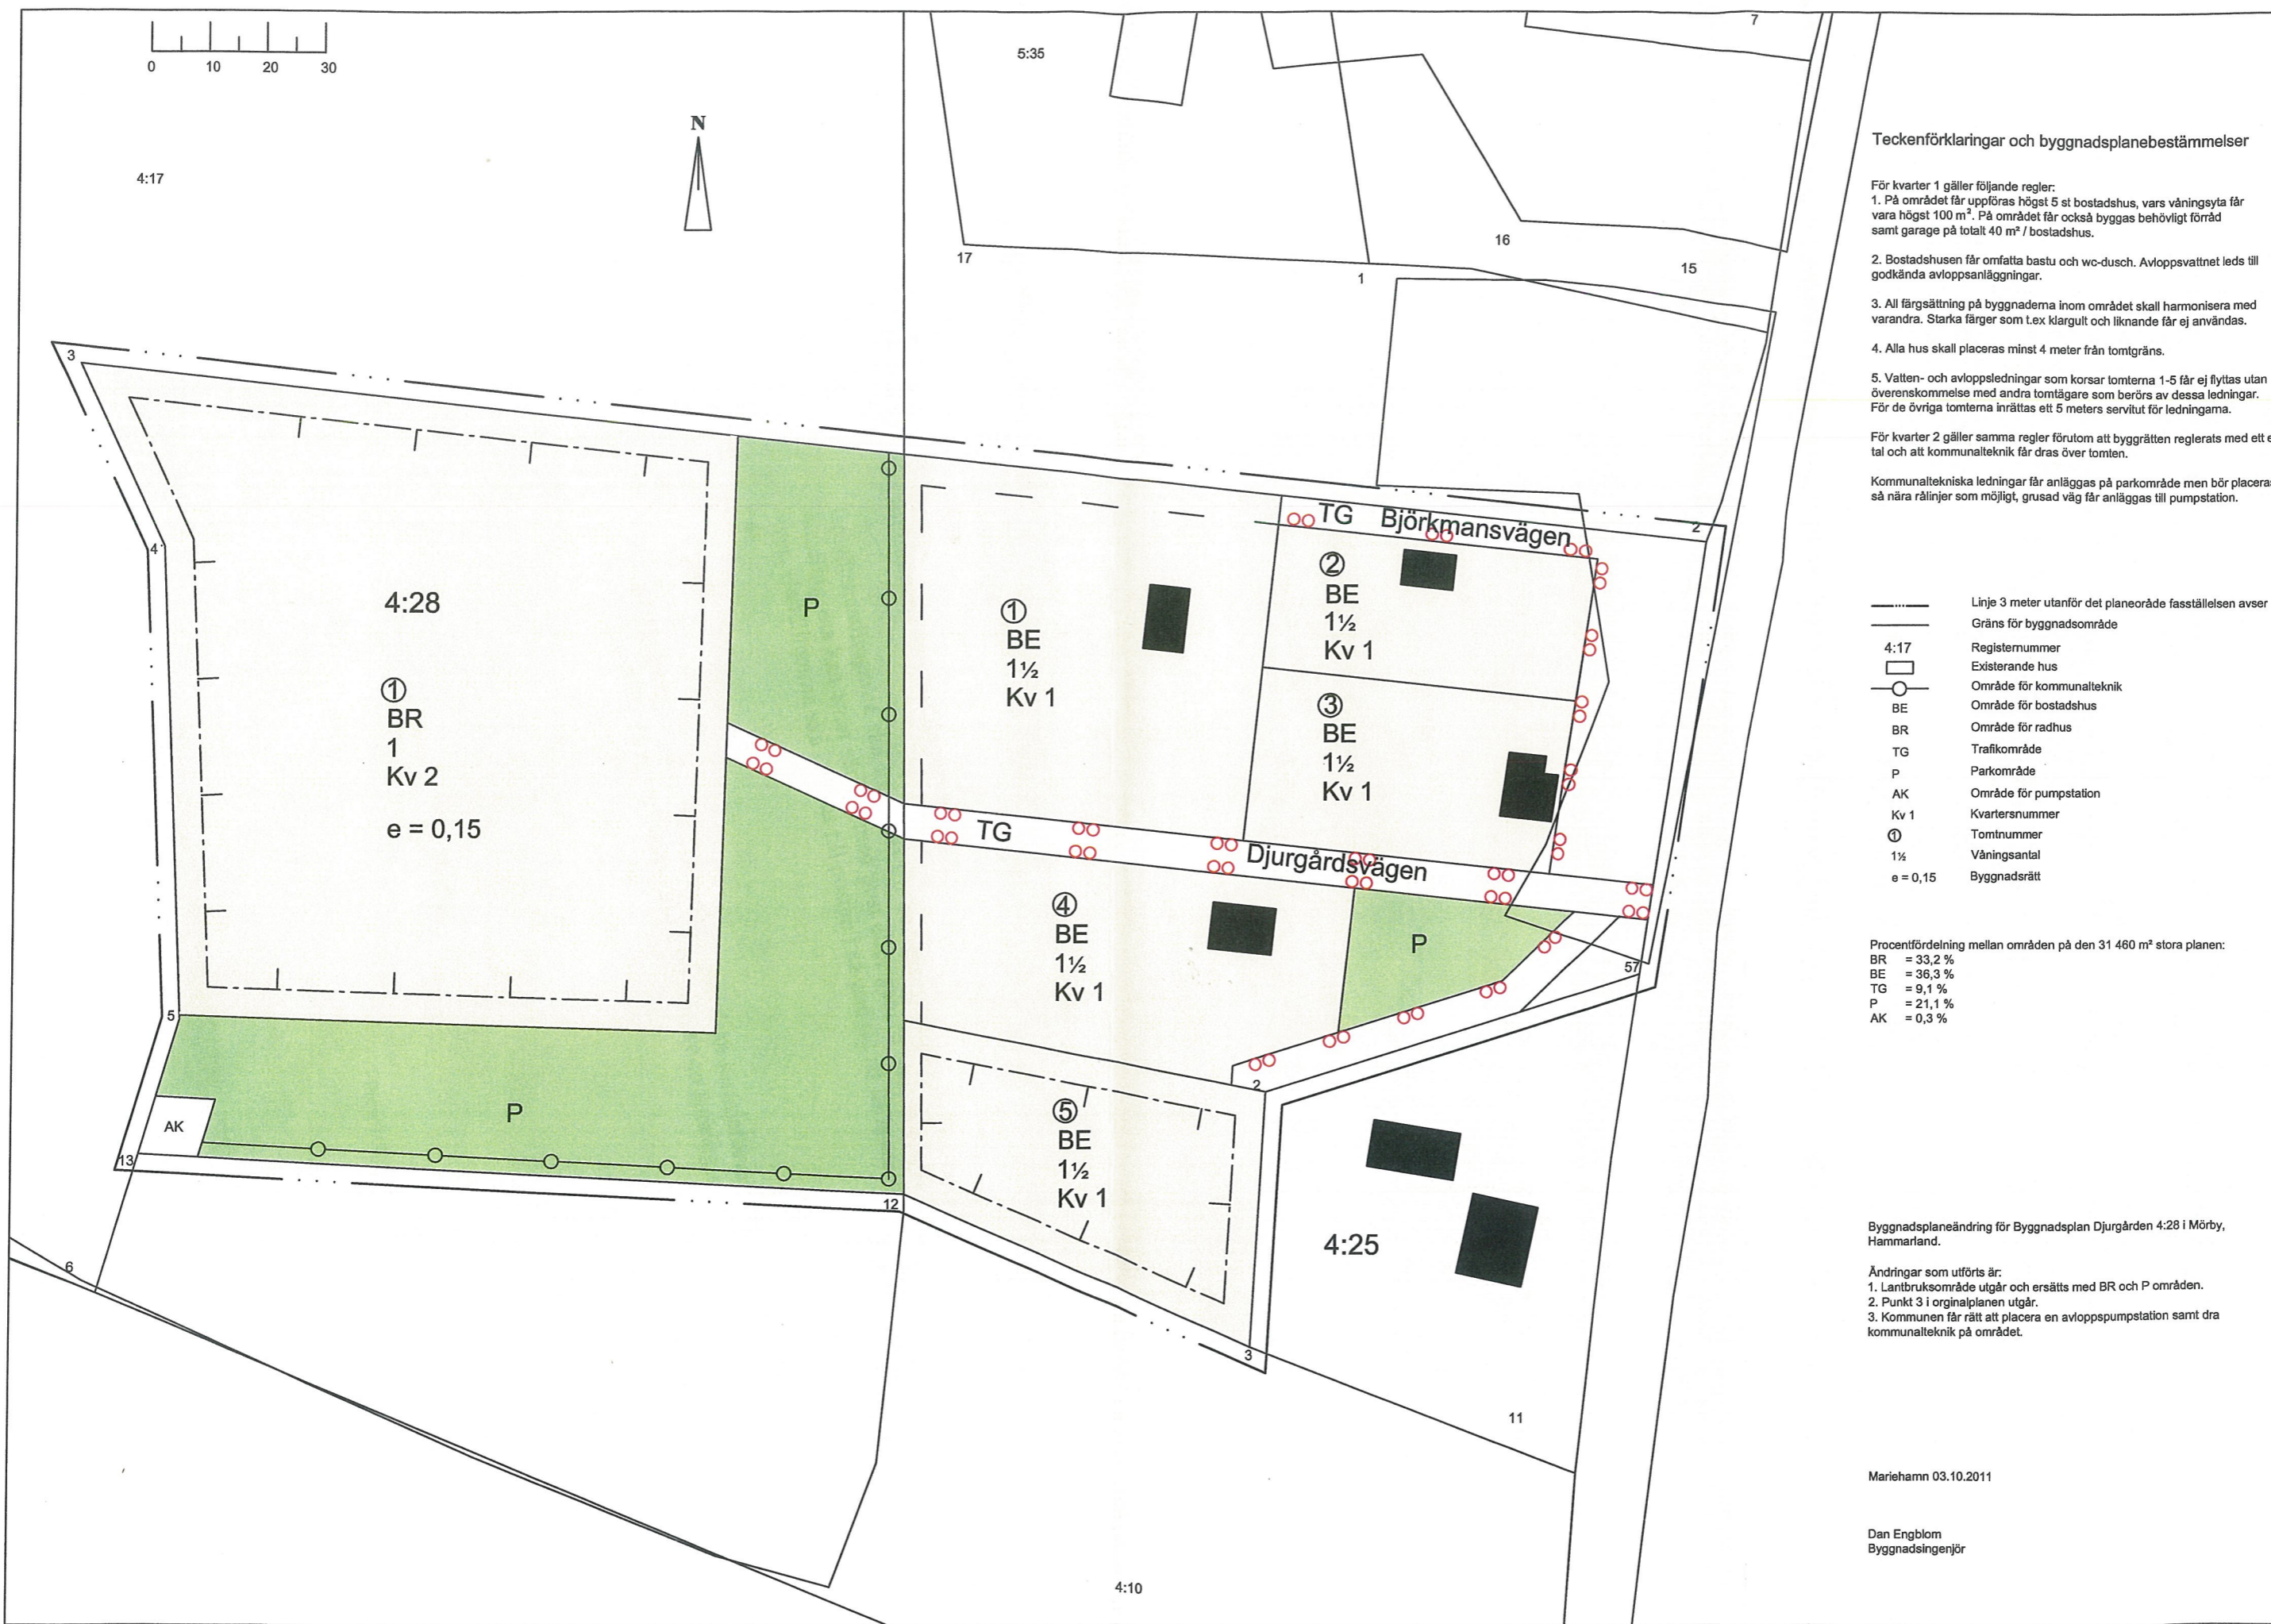 0 10 20 30
N
4:17
5:35
7
17
1
16
15
3
4
5
13
12
6
2
4:28
①
BR
1
Kv 2
e = 0,15
P
P
AK
①
BE
1½
Kv 1
TG Björkmansvägen
②
BE
1½
Kv 1
③
BE
1½
Kv 1
TG Djurgårdsvägen
④
BE
1½
Kv 1
P
57
2
⑤
BE
1½
Kv 1
3
4:25
11
4:10
Teckenförklaringar och byggnadsplanebestämmelser
För kvarter 1 gäller följande regler:
1. På området får uppföras högst 5 st bostadshus, vars våningsyta får
vara högst 100 m². På området får också byggas behövligt förråd
samt garage på totalt 40 m² / bostadshus.
2. Bostadshusen får omfatta bastu och wc-dusch. Avloppsvattnet leds till
godkända avloppsanläggningar.
3. All färgsättning på byggnaderna inom området skall harmonisera med
varandra. Starka färger som t.ex klargult och liknande får ej användas.
4. Alla hus skall placeras minst 4 meter från tomtgräns.
5. Vatten- och avloppsledningar som korsar tomterna 1-5 får ej flyttas utan
överenskommelse med andra tomtägare som berörs av dessa ledningar.
För de övriga tomterna inrättas ett 5 meters servitut för ledningarna.
För kvarter 2 gäller samma regler förutom att byggrätten reglerats med ett e
tal och att kommunalteknik får dras över tomten.
Kommunaltekniska ledningar får anläggas på parkområde men bör placeras
så nära rålinjer som möjligt, grusad väg får anläggas till pumpstation.
Linje 3 meter utanför det planeoråde fasställelsen avser
Gräns för byggnadsområde
4:17 Registernummer
Existerande hus
Område för kommunalteknik
BE Område för bostadshus
BR Område för radhus
TG Trafikområde
P Parkområde
AK Område för pumpstation
Kv 1 Kvartersnummer
① Tomtnummer
1½ Våningsantal
e = 0,15 Byggnadsrätt
Procentfördelning mellan områden på den 31 460 m² stora planen:
BR = 33,2 %
BE = 36,3 %
TG = 9,1 %
P = 21,1 %
AK = 0,3 %
Byggnadsplaneändring för Byggnadsplan Djurgården 4:28 i Mörby,
Hammarland.
Ändringar som utförts är:
1. Lantbruksområde utgår och ersätts med BR och P områden.
2. Punkt 3 i orginalplanen utgår.
3. Kommunen får rätt att placera en avloppspumpstation samt dra
kommunalteknik på området.
Mariehamn 03.10.2011
Dan Engblom
Byggnadsingenjör